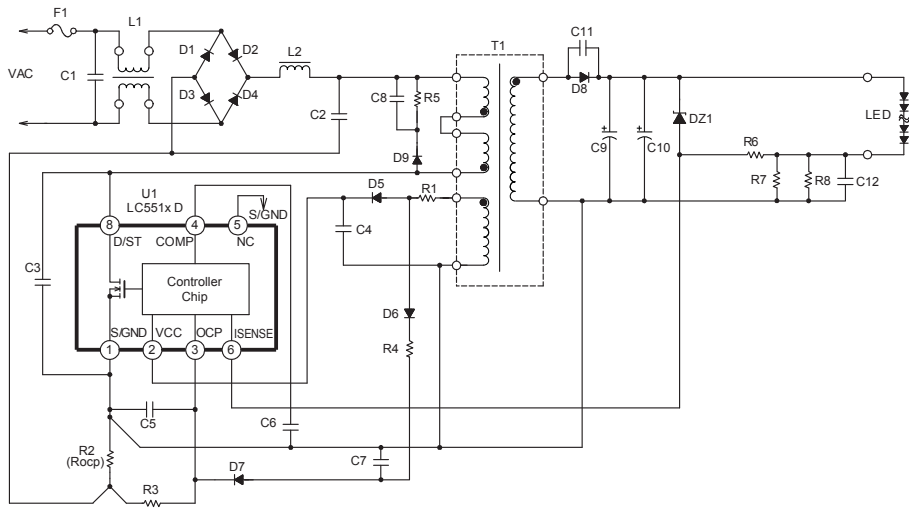 F1
L1
VAC
C1
D1
D2
D3
D4
L2
C2
C8
R5
D9
T1
C11
D8
C9
C10
DZ1
R6
R7
R8
C12
LED
U1
LC551x D
8
4
5
S/GND
D/ST
COMP
NC
C3
Controller
Chip
S/GND
VCC
OCP
ISENSE
1
2
3
6
D5
R1
C4
D6
R4
C5
C6
C7
R2
(Rocp)
R3
D7
+
+